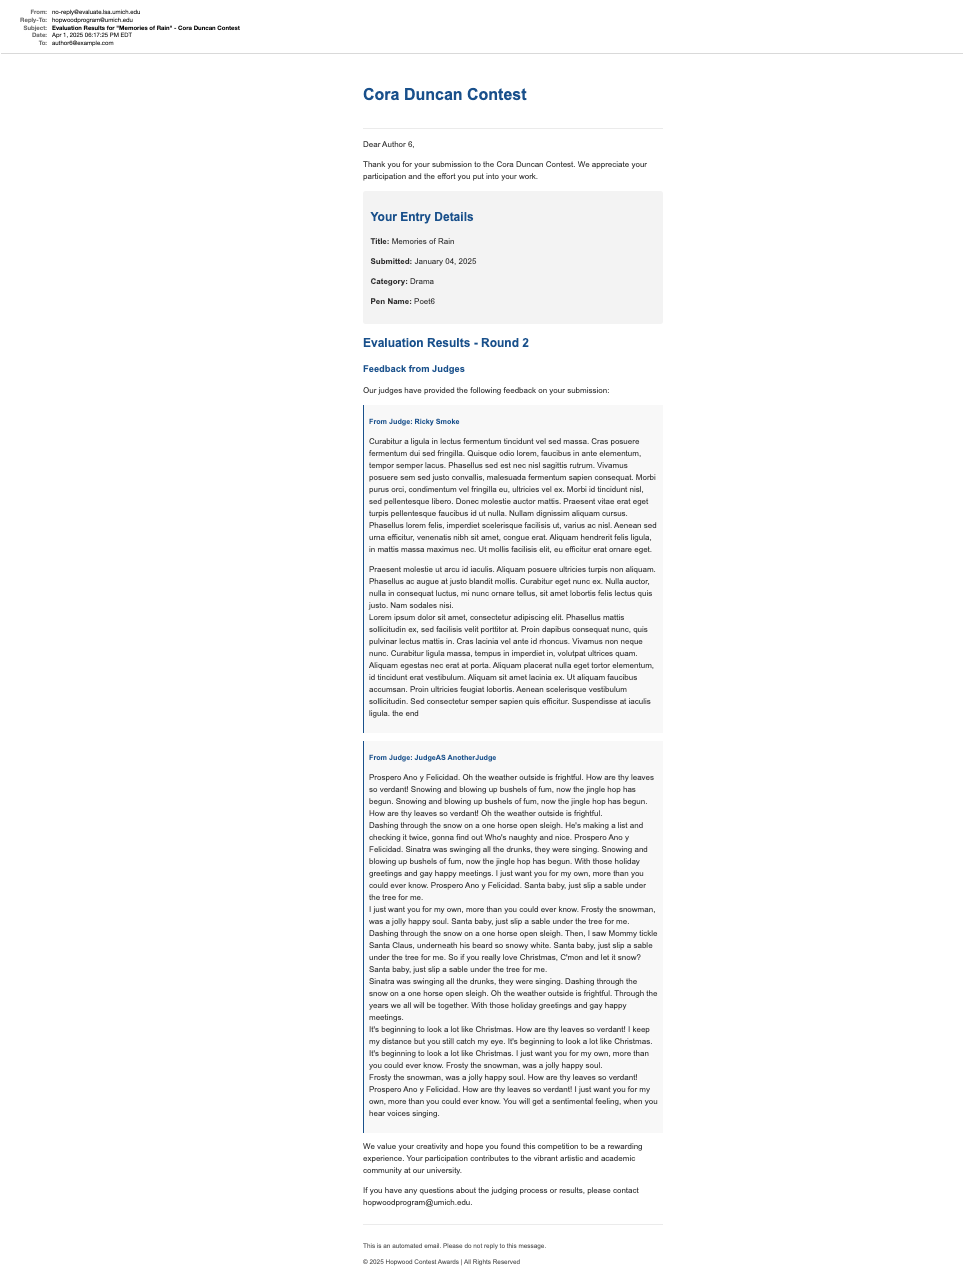 From: no-reply@evaluate.lsa.umich.edu
Reply-To: hopwoodprogram@umich.edu
Subject: Evaluation Results for "Memories of Rain" - Cora Duncan Contest
Date: Apr 1, 2025 06:17:25 PM EDT
To: author6@example.com
Cora Duncan Contest
Dear Author 6,
Thank you for your submission to the Cora Duncan Contest. We appreciate your
participation and the effort you put into your work.
Your Entry Details
Title: Memories of Rain
Submitted: January 04, 2025
Category: Drama
Pen Name: Poet6
Evaluation Results - Round 2
Feedback from Judges
Our judges have provided the following feedback on your submission:
From Judge: Ricky Smoke
Curabitur a ligula in lectus fermentum tincidunt vel sed massa. Cras posuere
fermentum dui sed fringilla. Quisque odio lorem, faucibus in ante elementum,
tempor semper lacus. Phasellus sed est nec nisl sagittis rutrum. Vivamus
posuere sem sed justo convallis, malesuada fermentum sapien consequat. Morbi
purus orci, condimentum vel fringilla eu, ultricies vel ex. Morbi id tincidunt nisl,
sed pellentesque libero. Donec molestie auctor mattis. Praesent vitae erat eget
turpis pellentesque faucibus id ut nulla. Nullam dignissim aliquam cursus.
Phasellus lorem felis, imperdiet scelerisque facilisis ut, varius ac nisl. Aenean sed
urna efficitur, venenatis nibh sit amet, congue erat. Aliquam hendrerit felis ligula,
in mattis massa maximus nec. Ut mollis facilisis elit, eu efficitur erat ornare eget.
Praesent molestie ut arcu id iaculis. Aliquam posuere ultricies turpis non aliquam.
Phasellus ac augue at justo blandit mollis. Curabitur eget nunc ex. Nulla auctor,
nulla in consequat luctus, mi nunc ornare tellus, sit amet lobortis felis lectus quis
justo. Nam sodales nisi.
Lorem ipsum dolor sit amet, consectetur adipiscing elit. Phasellus mattis
sollicitudin ex, sed facilisis velit porttitor at. Proin dapibus consequat nunc, quis
pulvinar lectus mattis in. Cras lacinia vel ante id rhoncus. Vivamus non neque
nunc. Curabitur ligula massa, tempus in imperdiet in, volutpat ultrices quam.
Aliquam egestas nec erat at porta. Aliquam placerat nulla eget tortor elementum,
id tincidunt erat vestibulum. Aliquam sit amet lacinia ex. Ut aliquam faucibus
accumsan. Proin ultricies feugiat lobortis. Aenean scelerisque vestibulum
sollicitudin. Sed consectetur semper sapien quis efficitur. Suspendisse at iaculis
ligula. the end
From Judge: JudgeAS AnotherJudge
Prospero Ano y Felicidad. Oh the weather outside is frightful. How are thy leaves
so verdant! Snowing and blowing up bushels of fum, now the jingle hop has
begun. Snowing and blowing up bushels of fum, now the jingle hop has begun.
How are thy leaves so verdant! Oh the weather outside is frightful.
Dashing through the snow on a one horse open sleigh. He's making a list and
checking it twice, gonna find out Who's naughty and nice. Prospero Ano y
Felicidad. Sinatra was swinging all the drunks, they were singing. Snowing and
blowing up bushels of fum, now the jingle hop has begun. With those holiday
greetings and gay happy meetings. I just want you for my own, more than you
could ever know. Prospero Ano y Felicidad. Santa baby, just slip a sable under
the tree for me.
I just want you for my own, more than you could ever know. Frosty the snowman,
was a jolly happy soul. Santa baby, just slip a sable under the tree for me.
Dashing through the snow on a one horse open sleigh. Then, I saw Mommy tickle
Santa Claus, underneath his beard so snowy white. Santa baby, just slip a sable
under the tree for me. So if you really love Christmas, C'mon and let it snow?
Santa baby, just slip a sable under the tree for me.
Sinatra was swinging all the drunks, they were singing. Dashing through the
snow on a one horse open sleigh. Oh the weather outside is frightful. Through the
years we all will be together. With those holiday greetings and gay happy
meetings.
It's beginning to look a lot like Christmas. How are thy leaves so verdant! I keep
my distance but you still catch my eye. It's beginning to look a lot like Christmas.
It's beginning to look a lot like Christmas. I just want you for my own, more than
you could ever know. Frosty the snowman, was a jolly happy soul.
Frosty the snowman, was a jolly happy soul. How are thy leaves so verdant!
Prospero Ano y Felicidad. How are thy leaves so verdant! I just want you for my
own, more than you could ever know. You will get a sentimental feeling, when you
hear voices singing.
We value your creativity and hope you found this competition to be a rewarding
experience. Your participation contributes to the vibrant artistic and academic
community at our university.
If you have any questions about the judging process or results, please contact
hopwoodprogram@umich.edu.
This is an automated email. Please do not reply to this message.
© 2025 Hopwood Contest Awards | All Rights Reserved